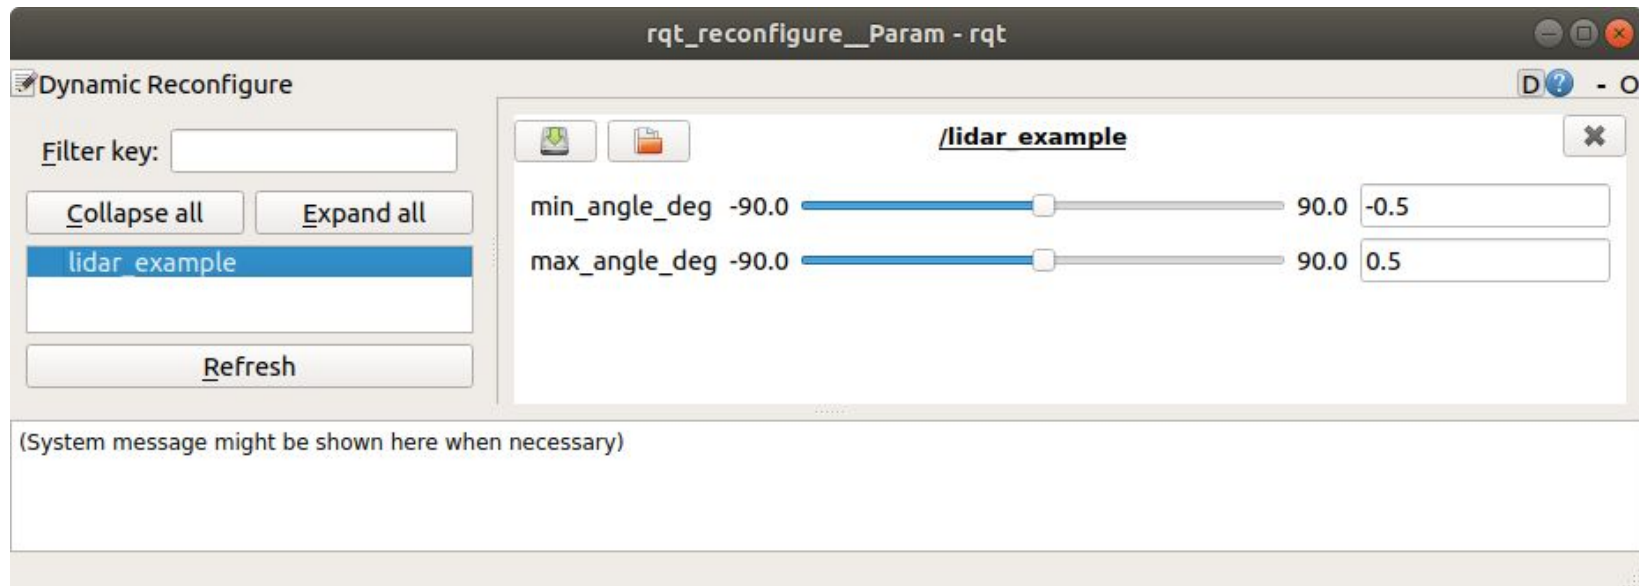 rqt_reconfigure__Param - rqt
Dynamic Reconfigure
D? - O
Filter key:
Collapse all Expand all
lidar_example
Refresh
/lidar_example
min_angle_deg -90.0 90.0 -0.5
max_angle_deg -90.0 90.0 0.5
(System message might be shown here when necessary)